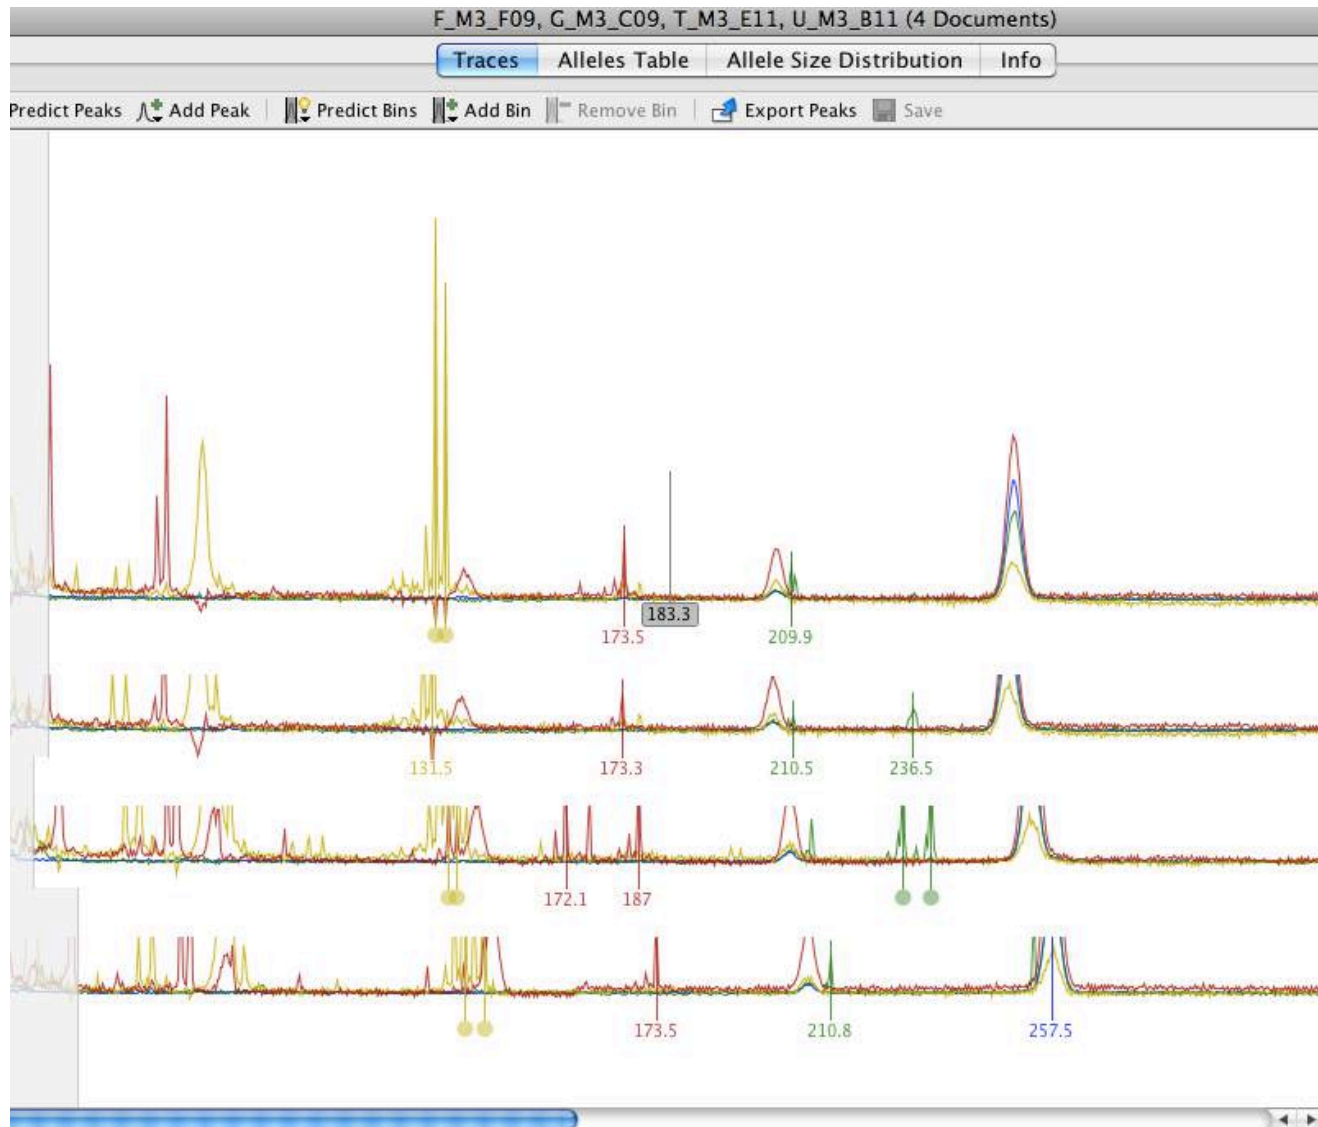 F_M3_F09, G_M3_C09, T_M3_E11, U_M3_B11 (4 Documents)
Traces Alleles Table Allele Size Distribution Info
Predict Peaks Add Peak Predict Bins Add Bin Remove Bin Export Peaks Save
183.3
173.5 209.9
131.5 173.3 210.5 236.5
172.1 187
173.5 210.8 257.5